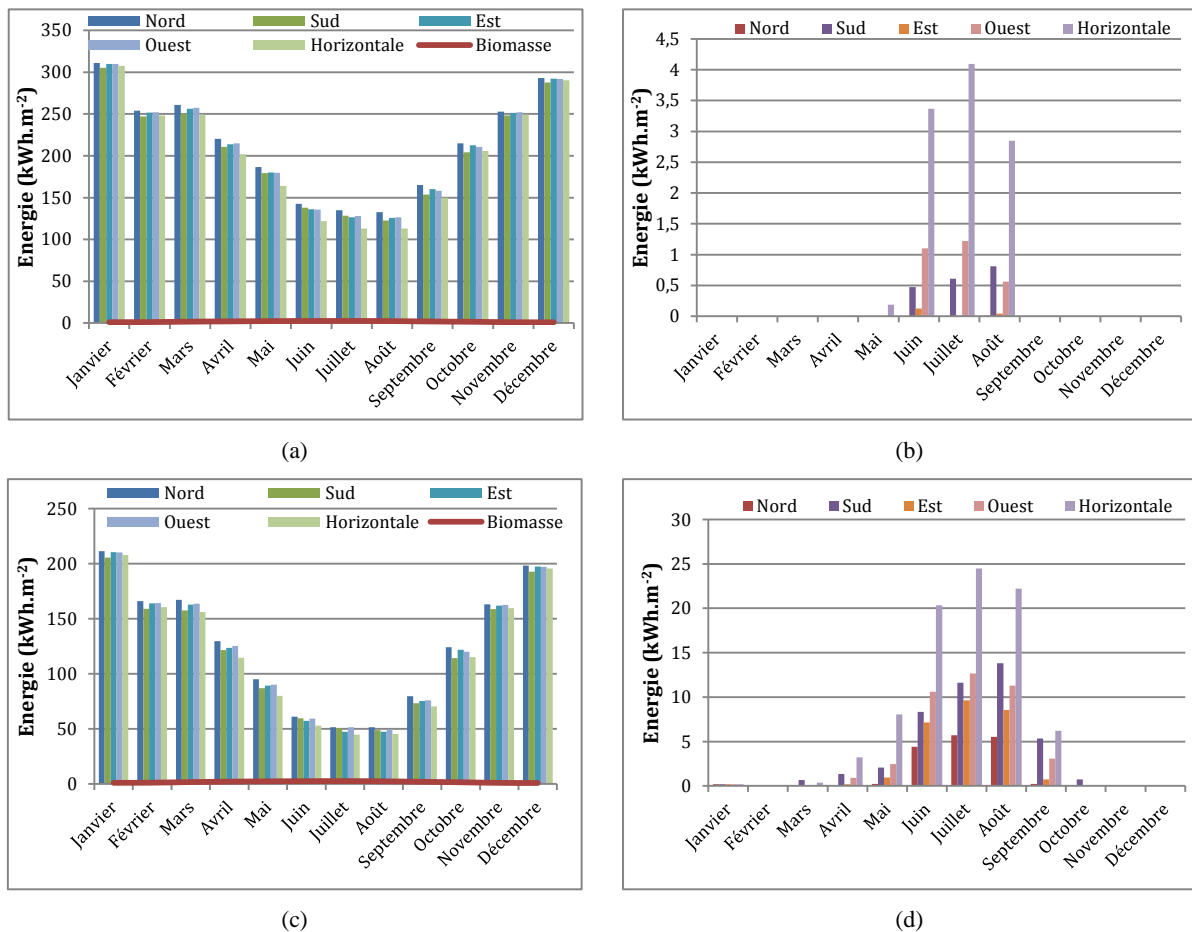 Nord Sud Est
Ouest Horizontale Biomasse
Energie (kWh.m-2)
350
300
250
200
150
100
50
0
Janvier
Février
Mars
Avril
Mai
Juin
Juillet
Août
Septembre
Octobre
Novembre
Décembre
(a)
Nord Sud Est Ouest Horizontale
Energie (kWh.m-2)
4,5
4
3,5
3
2,5
2
1,5
1
0,5
0
Janvier
Février
Mars
Avril
Mai
Juin
Juillet
Août
Septembre
Octobre
Novembre
Décembre
(b)
Nord Sud Est
Ouest Horizontale Biomasse
Energie (kWh.m-2)
250
200
150
100
50
0
Janvier
Février
Mars
Avril
Mai
Juin
Juillet
Août
Septembre
Octobre
Novembre
Décembre
(c)
Nord Sud Est Ouest Horizontale
Energie (kWh.m-2)
30
25
20
15
10
5
0
Janvier
Février
Mars
Avril
Mai
Juin
Juillet
Août
Septembre
Octobre
Novembre
Décembre
(d)